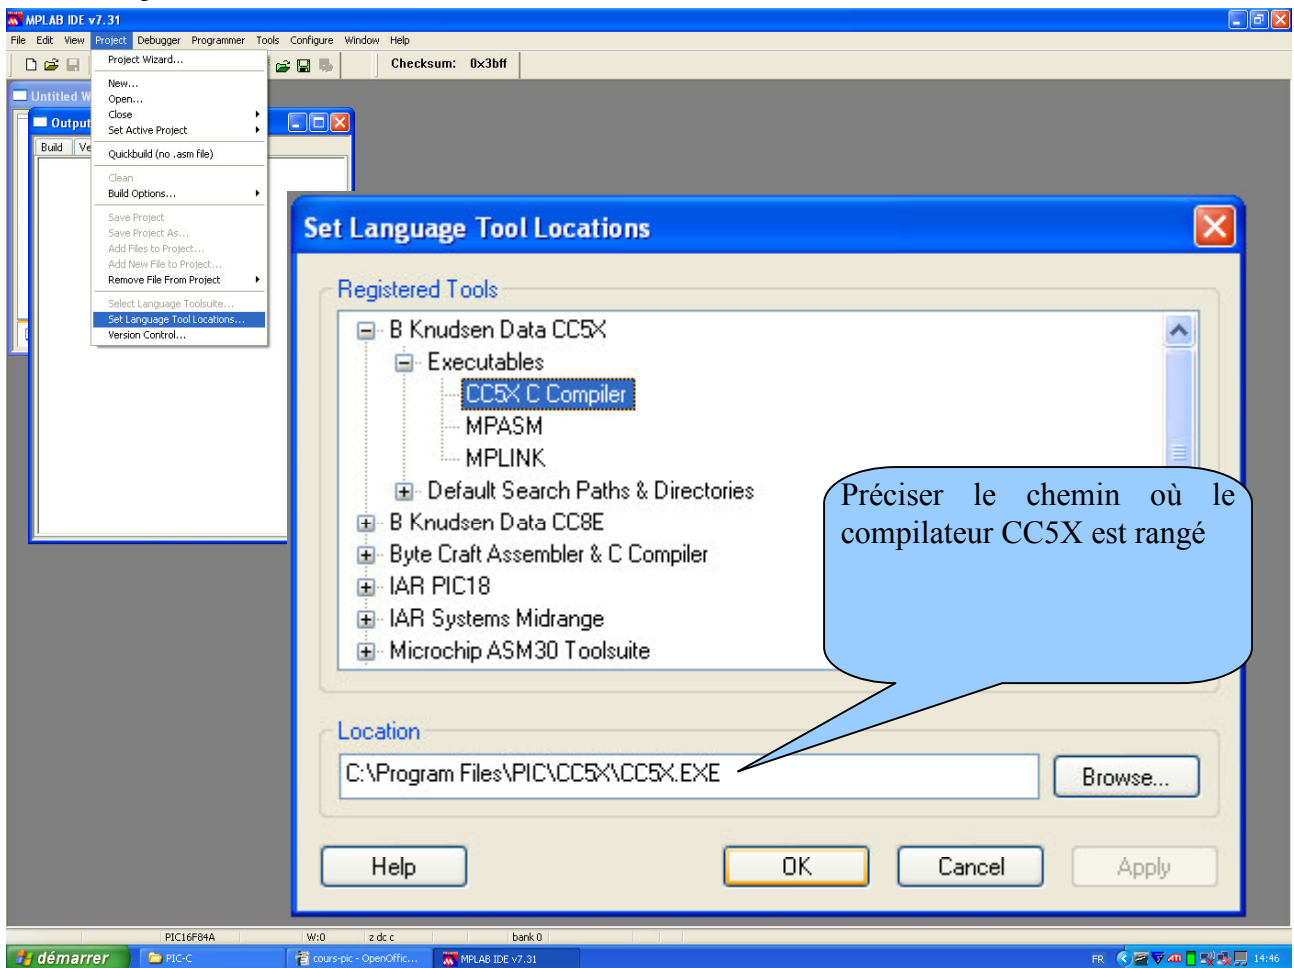 MPLAB IDE v7.31
File Edit View Project Debugger Programmer Tools Configure Window Help
Checksum: 0x3bff
Project Wizard...
New...
Open...
Close
Set Active Project
Quickbuild (no .asm file)
Clean
Build Options...
Save Project
Save Project As...
Add Files to Project...
Add New File to Project...
Remove File From Project
Select Language Toolsuite...
Set Language Tool Locations...
Version Control...
Untitled W
Output
Build Ve
Set Language Tool Locations
Registered Tools
B Knudsen Data CC5X
Executables
CC5X C Compiler
MPASM
MPLINK
Default Search Paths & Directories
B Knudsen Data CC8E
Byte Craft Assembler & C Compiler
IAR PIC18
IAR Systems Midrange
Microchip ASM30 Toolsuite
Préciser le chemin où le
compilateur CC5X est rangé
Location
C:\Program Files\PIC\CC5X\CC5X.EXE
Browse...
Help OK Cancel Apply
PIC16F84A W:0 z dc c bank 0
démarrer PIC-C cours-pic - OpenOffic... MPLAB IDE v7.31 FR ATI 14:46